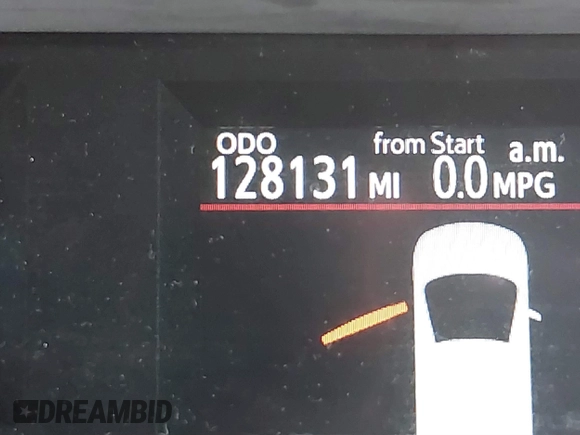 ODO from Start a.m.
128131 MI 0.0 MPG
DREAMBID